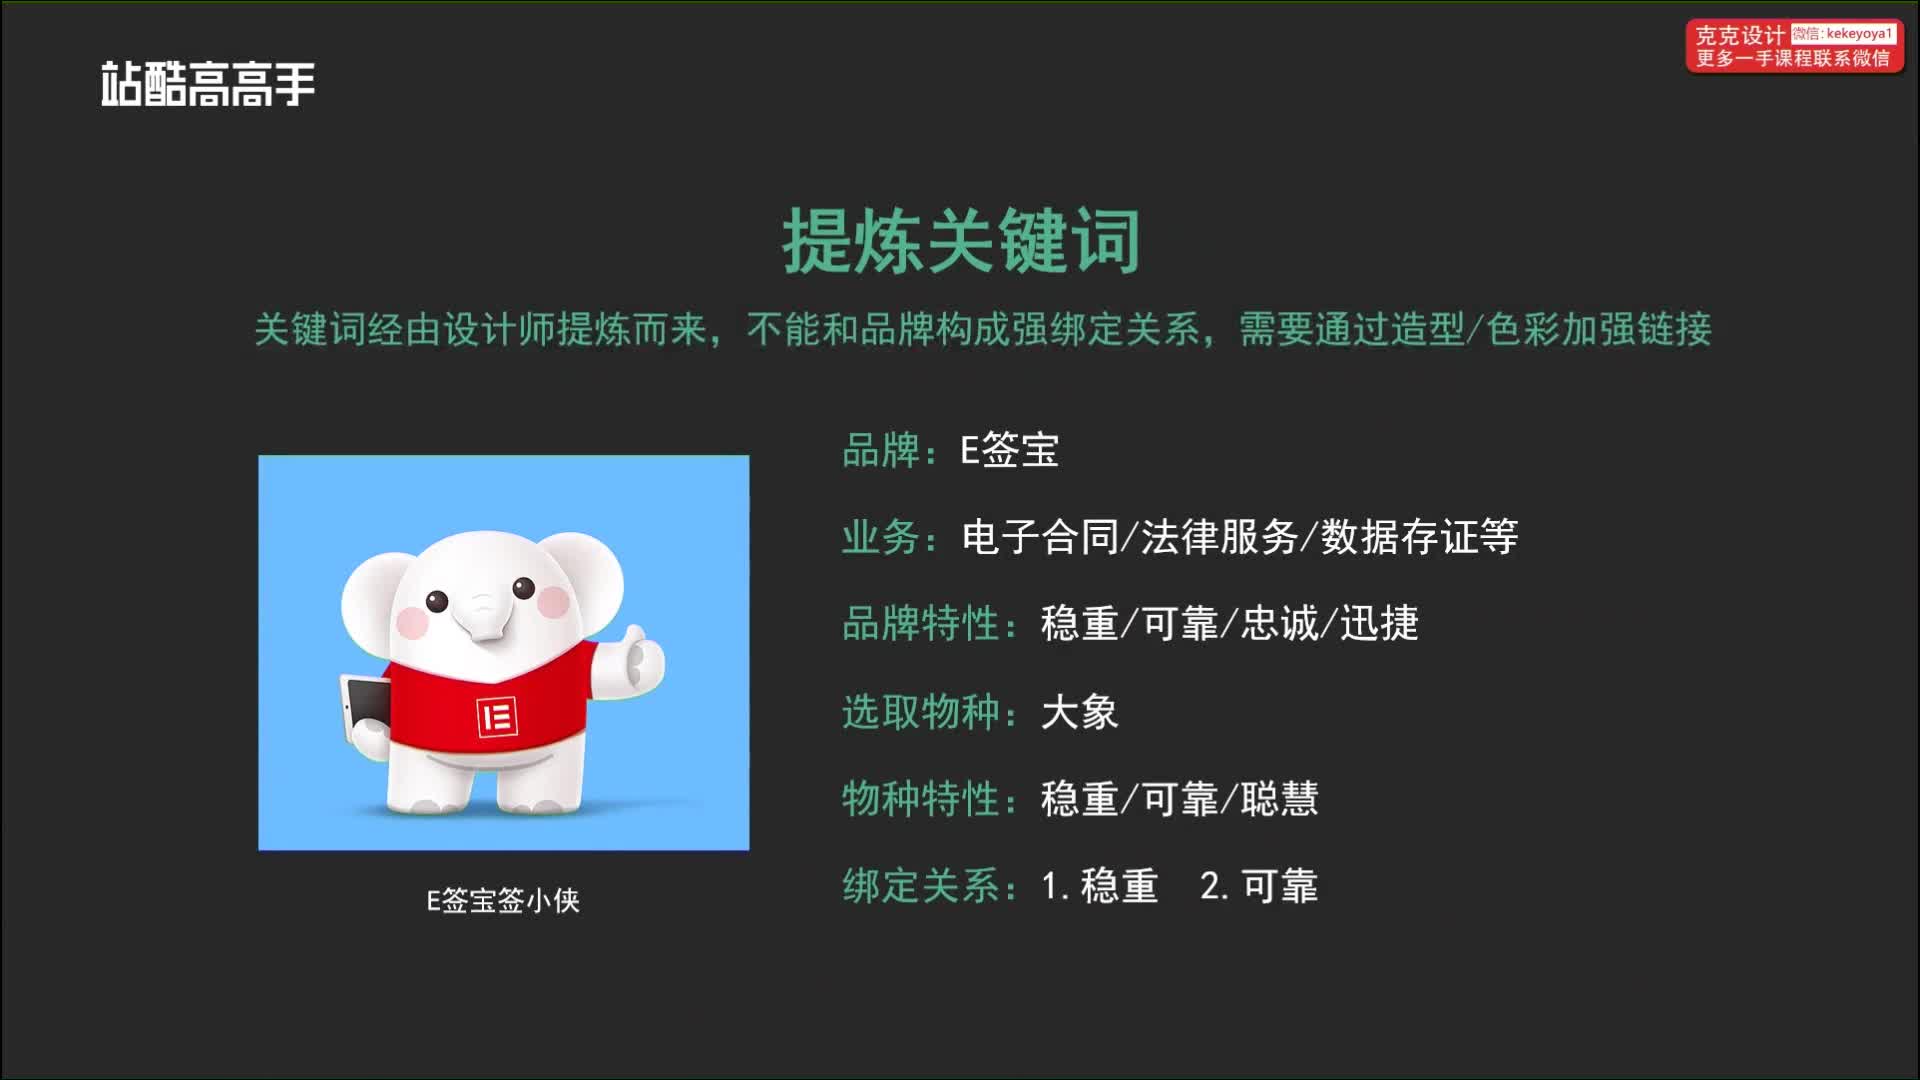 站酷高高手
克克设计 微信:kekeyoya1
更多一手课程联系微信
提炼关键词
关键词经由设计师提炼而来，不能和品牌构成强绑定关系，需要通过造型/色彩加强链接
品牌：E签宝
业务：电子合同/法律服务/数据存证等
品牌特性：稳重/可靠/忠诚/迅捷
选取物种：大象
物种特性：稳重/可靠/聪慧
绑定关系：1.稳重 2.可靠
E签宝签小侠